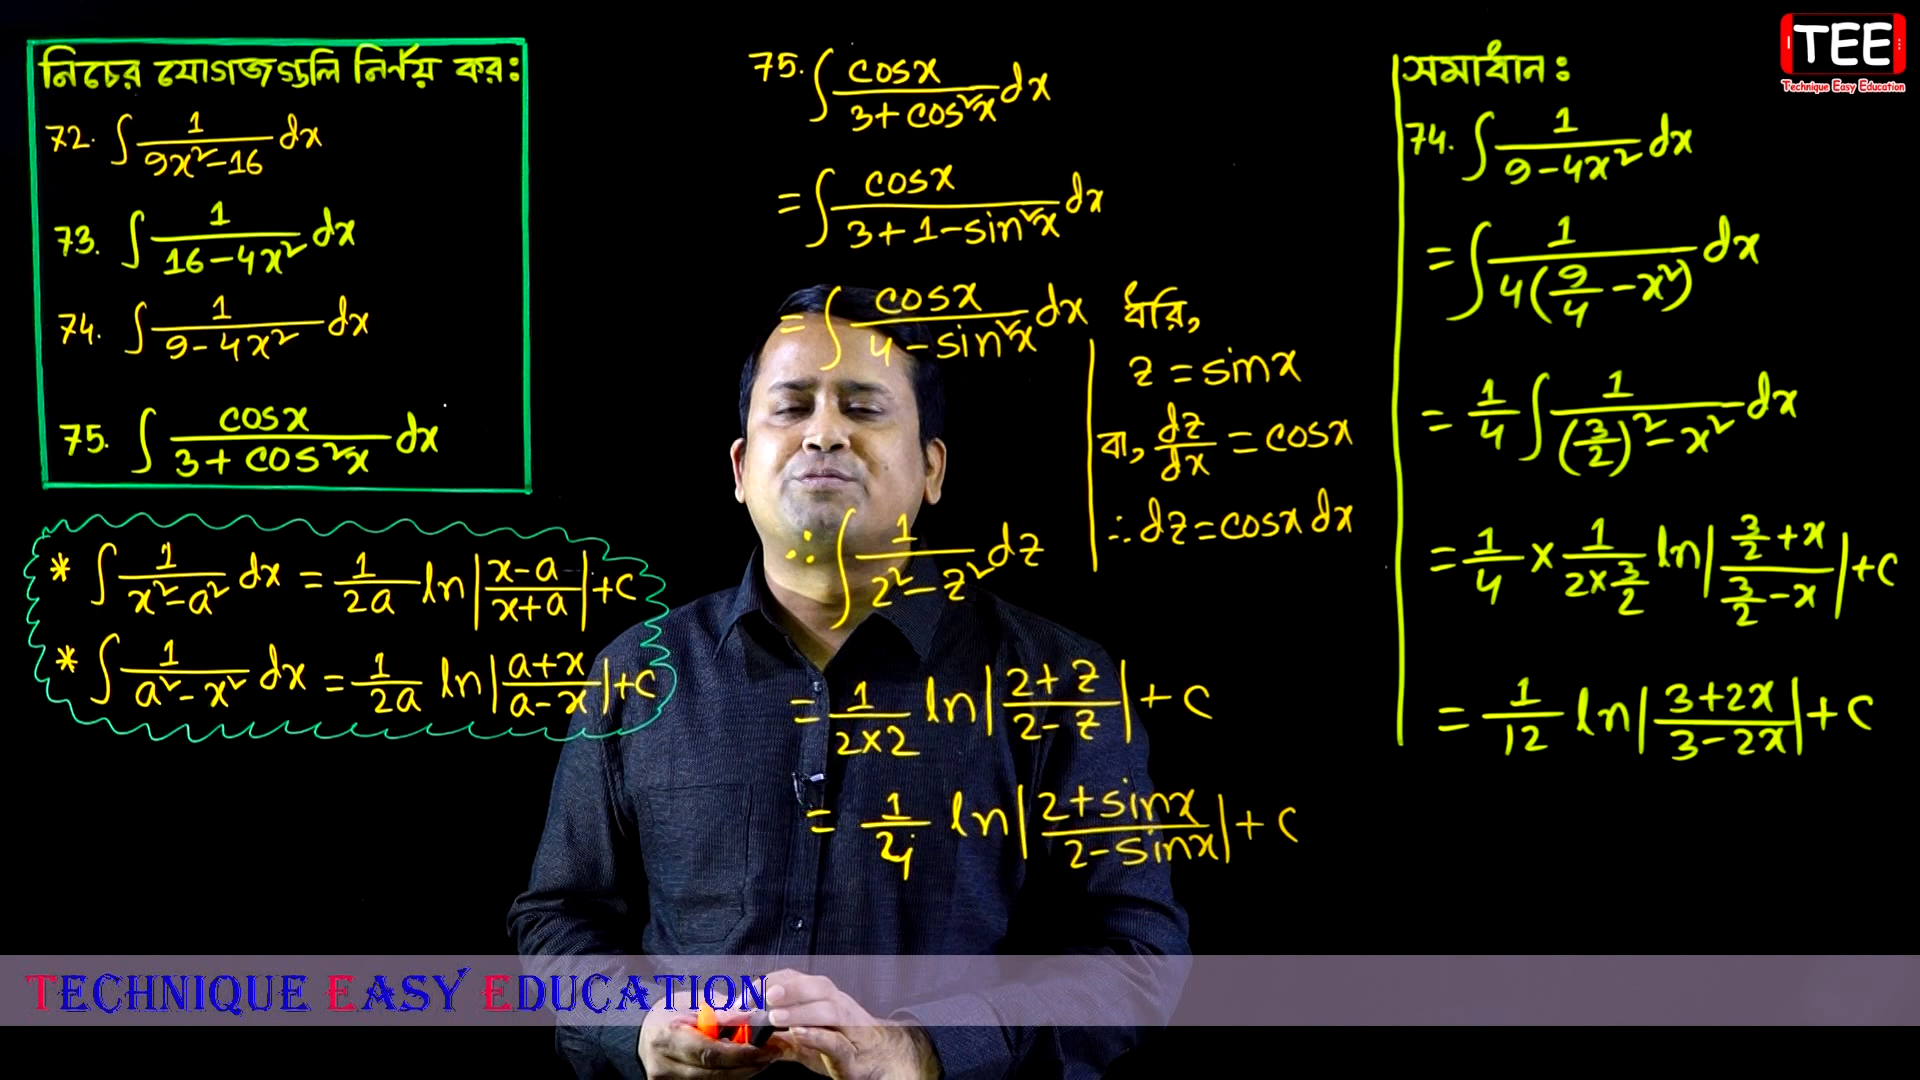 নিচের যোগজগুলি নির্ণয় কর:
72. ∫ 1/(9x²-16) dx
73. ∫ 1/(16-4x²) dx
74. ∫ 1/(9-4x²) dx
75. ∫ cosx/(3+cos²x) dx
* ∫ 1/(x²-a²) dx = 1/2a ln|(x-a)/(x+a)|+c
* ∫ 1/(a²-x²) dx = 1/2a ln|(a+x)/(a-x)|+c
75. ∫ cosx/(3+cos²x) dx
= ∫ cosx/(3+1-sin²x) dx
= ∫ cosx/(4-sin²x) dx
ধরি,
z = sinx
বা, dz/dx = cosx
∴ dz = cosx dx
∴ ∫ 1/(2²-z²) dz
= 1/(2×2) ln|(2+z)/(2-z)| + c
= 1/4 ln|(2+sinx)/(2-sinx)| + c
সমাধান:
74. ∫ 1/(9-4x²) dx
= ∫ 1/(4(9/4-x²)) dx
= 1/4 ∫ 1/((3/2)²-x²) dx
= 1/4 × 1/(2×3/2) ln|(3/2+x)/(3/2-x)|+c
= 1/12 ln|(3+2x)/(3-2x)|+c
TEE
Technique Easy Education
TECHNIQUE EASY EDUCATION